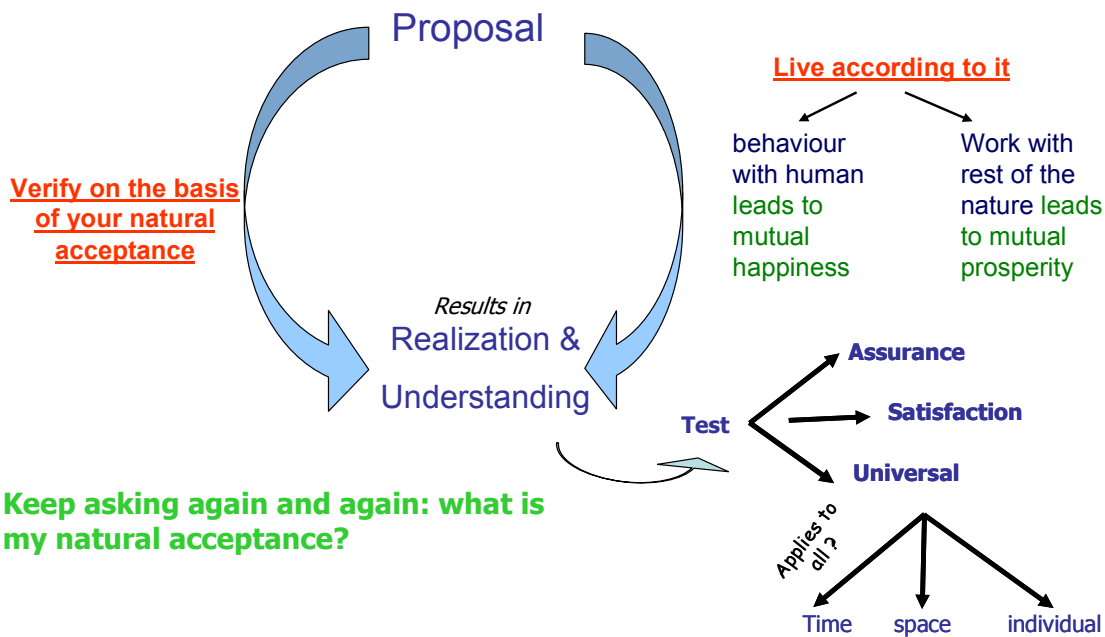 Proposal
Verify on the basis
of your natural
acceptance
Live according to it
behaviour
with human
leads to
mutual
happiness
Work with
rest of the
nature leads
to mutual
prosperity
Results in
Realization &
Understanding
Test
Assurance
Satisfaction
Universal
Applies to
all ?
Time
space
individual
Keep asking again and again: what is
my natural acceptance?